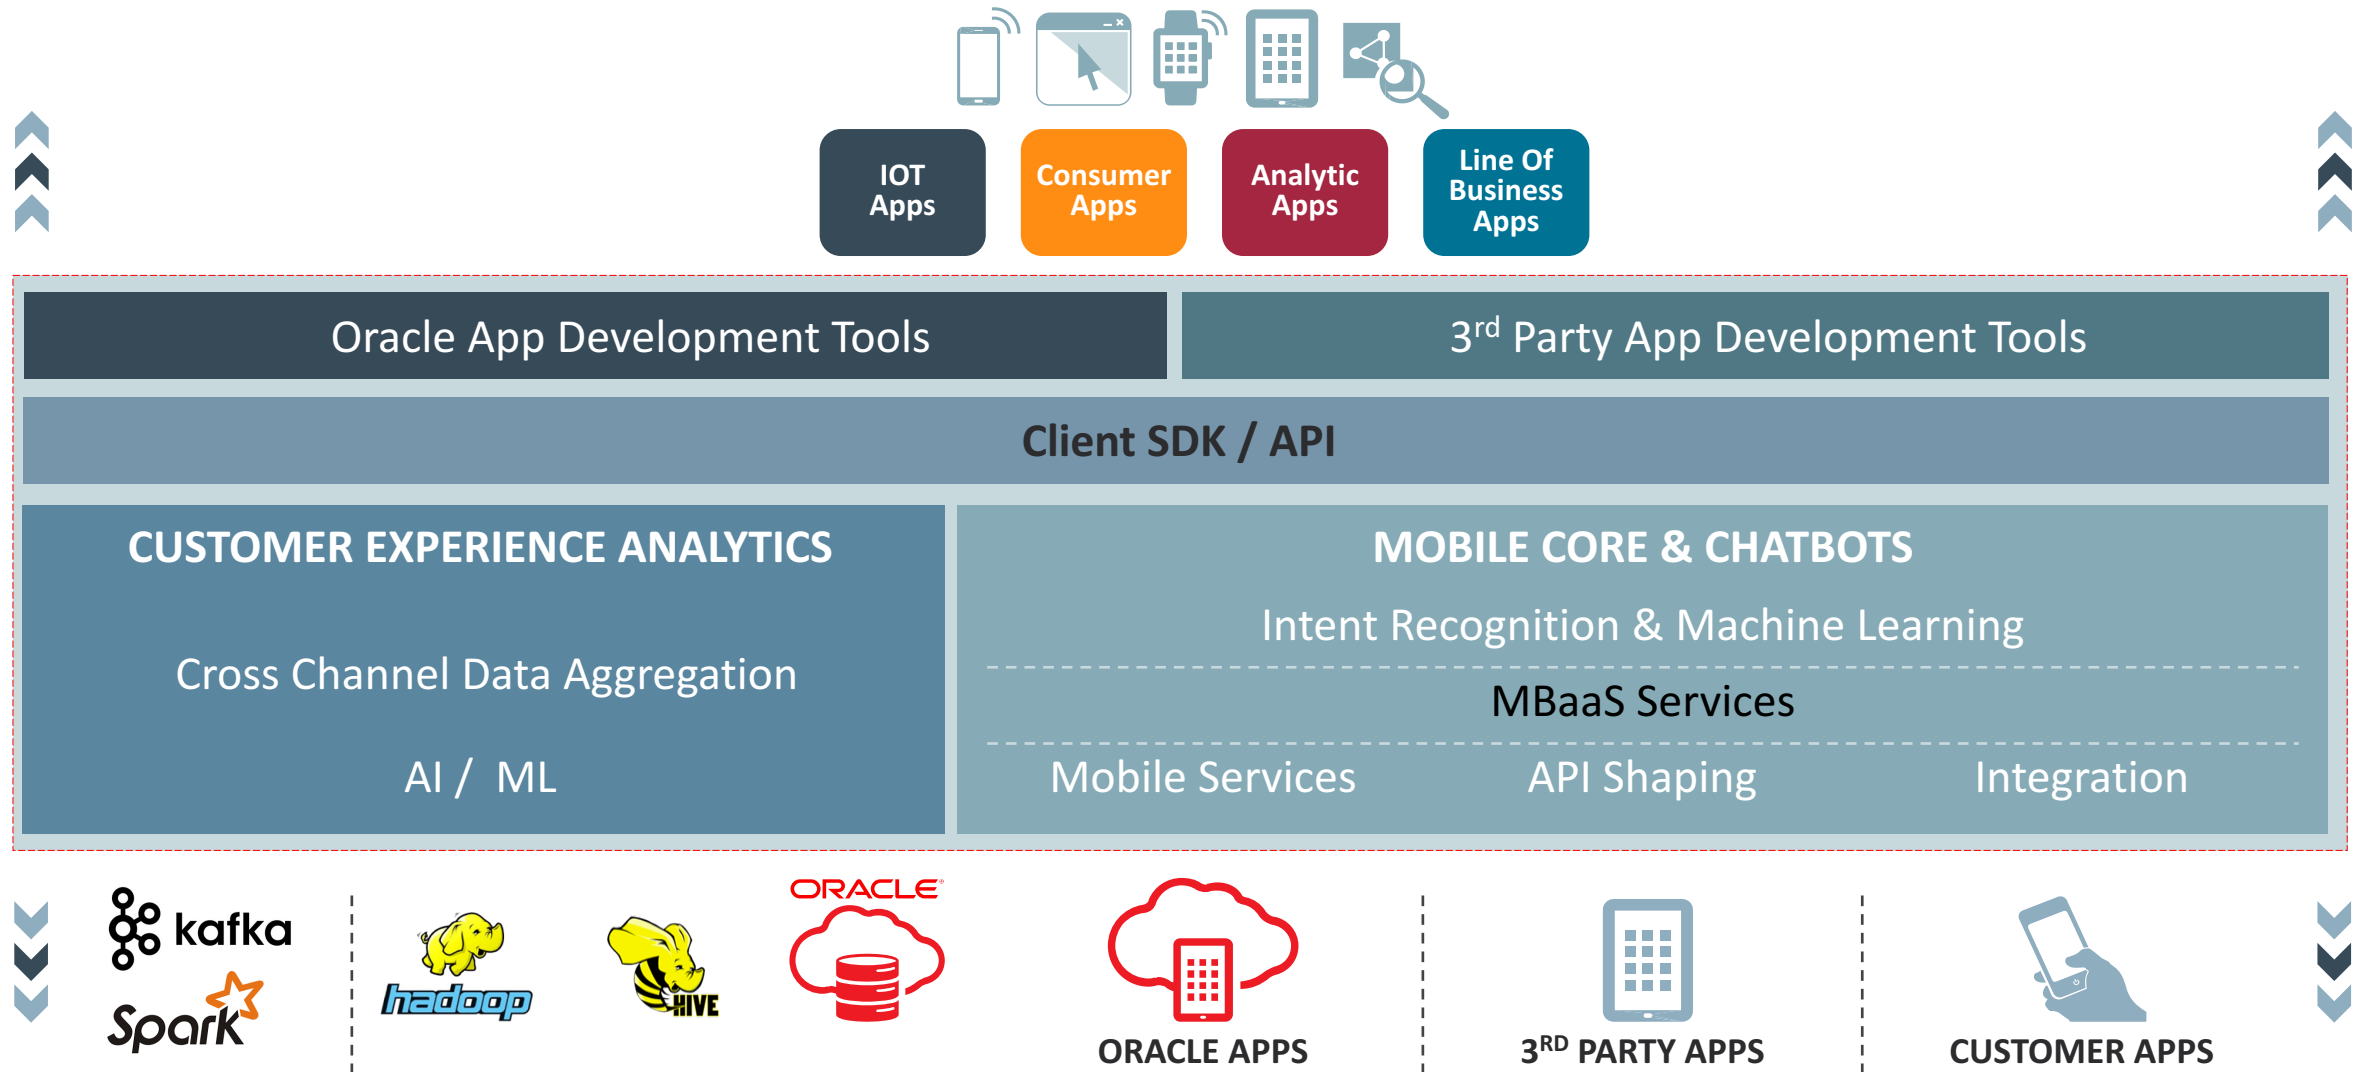 IOT
Apps
Consumer
Apps
Analytic
Apps
Line Of
Business
Apps
Oracle App Development Tools
3rd Party App Development Tools
Client SDK / API
CUSTOMER EXPERIENCE ANALYTICS
Cross Channel Data Aggregation
AI / ML
MOBILE CORE & CHATBOTS
Intent Recognition & Machine Learning
MBaaS Services
Mobile Services API Shaping Integration
kafka
Spark
hadoop
HIVE
ORACLE
ORACLE APPS
3RD PARTY APPS
CUSTOMER APPS